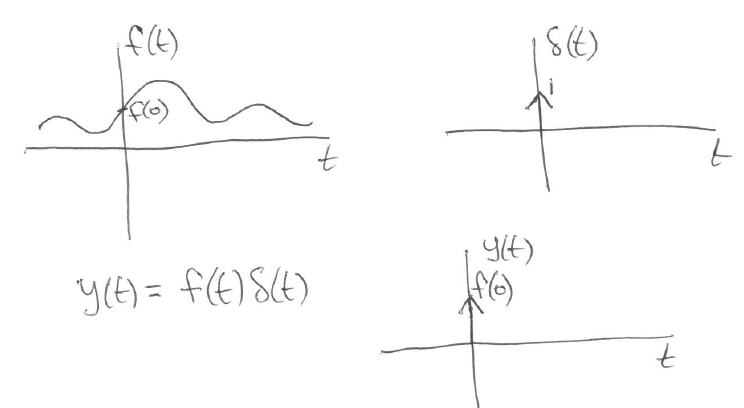 f(t)
f(0)
t
δ(t)
1
t
y(t) = f(t)δ(t)
y(t)
f(0)
t